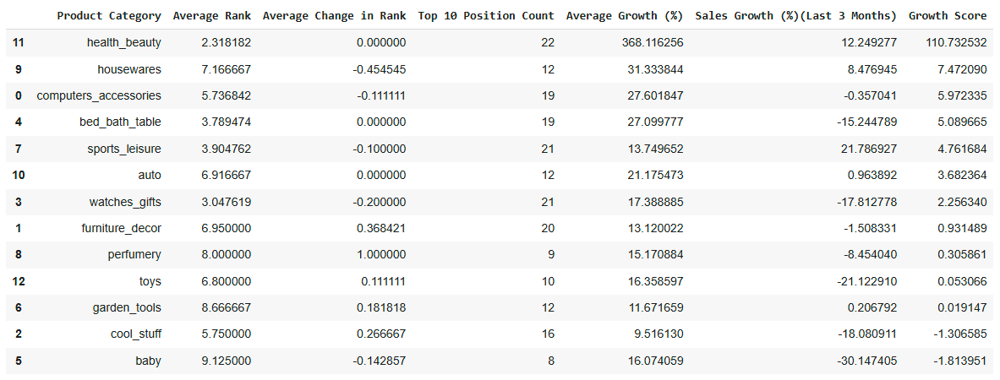 Product Category Average Rank Average Change in Rank Top 10 Position Count Average Growth (%) Sales Growth (%)(Last 3 Months) Growth Score
11 health_beauty 2.318182 0.000000 22 368.116256 12.249277 110.732532
9 housewares 7.166667 -0.454545 12 31.333844 8.476945 7.472090
0 computers_accessories 5.736842 -0.111111 19 27.601847 -0.357041 5.972335
4 bed_bath_table 3.789474 0.000000 19 27.099777 -15.244789 5.089665
7 sports_leisure 3.904762 -0.100000 21 13.749652 21.786927 4.761684
10 auto 6.916667 0.000000 12 21.175473 0.963892 3.682364
3 watches_gifts 3.047619 -0.200000 21 17.388885 -17.812778 2.256340
1 furniture_decor 6.950000 0.368421 20 13.120022 -1.508331 0.931489
8 perfumery 8.000000 1.000000 9 15.170884 -8.454040 0.305861
12 toys 6.800000 0.111111 10 16.358597 -21.122910 0.053066
6 garden_tools 8.666667 0.181818 12 11.671659 0.206792 0.019147
2 cool_stuff 5.750000 0.266667 16 9.516130 -18.080911 -1.306585
5 baby 9.125000 -0.142857 8 16.074059 -30.147405 -1.813951